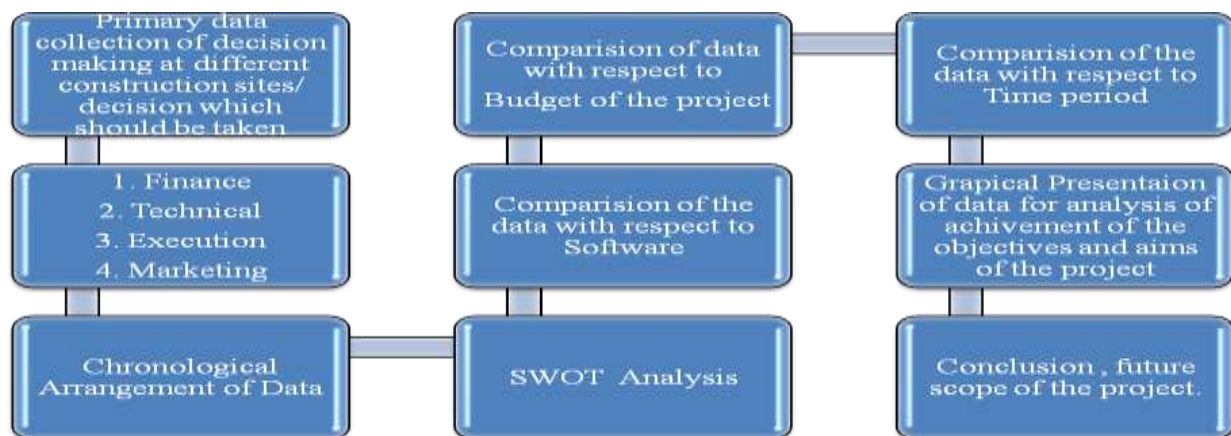 Primary data
collection of decision
making at different
construction sites/
decision which
should be taken
1. Finance
2. Technical
3. Execution
4. Marketing
Chronological
Arrangement of Data
SWOT Analysis
Comparision of the
data with respect to
Software
Comparision of data
with respect to
Budget of the project
Comparision of the
data with respect to
Time period
Grapical Presentaion
of data for analysis of
achivement of the
objectives and aims
of the project
Conclusion , future
scope of the project.